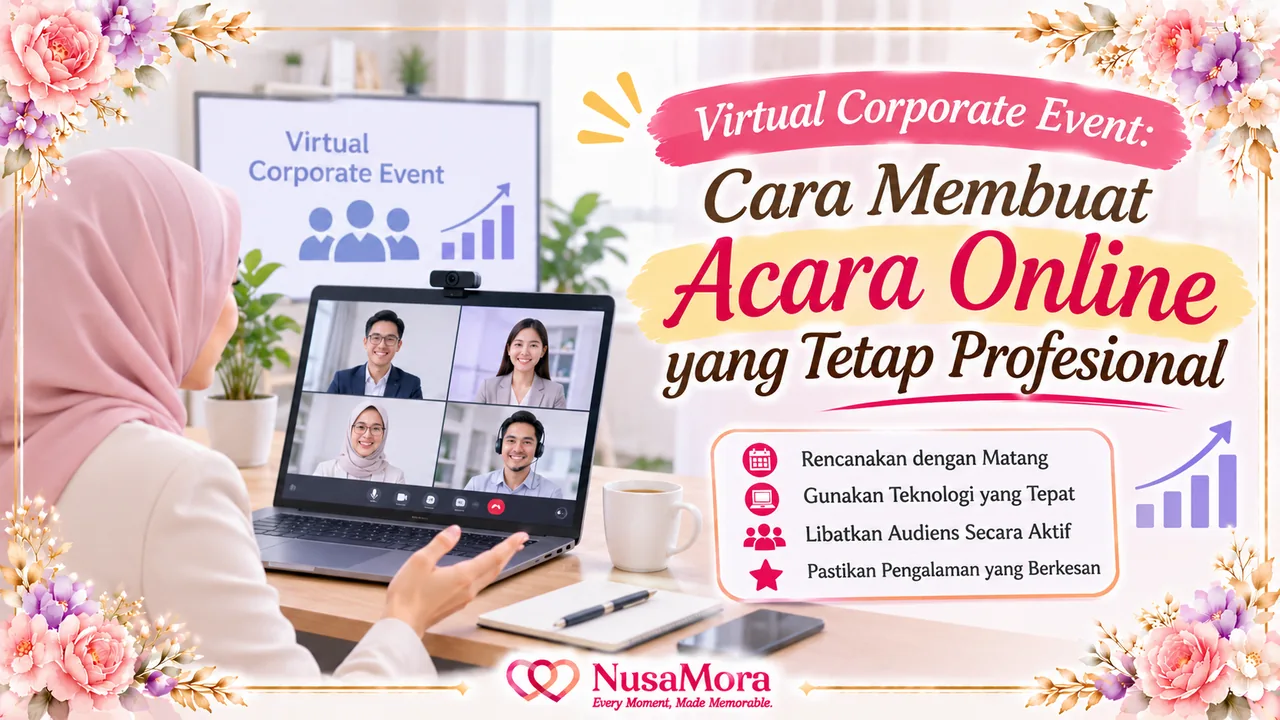 Virtual
Corporate Event
Virtual Corporate Event:
Cara Membuat
Acara Online
yang Tetap Profesional
Rencanakan dengan Matang
Gunakan Teknologi yang Tepat
Libatkan Audiens Secara Aktif
Pastikan Pengalaman yang Berkesan
NusaMora
Every Moment, Made Memorable.